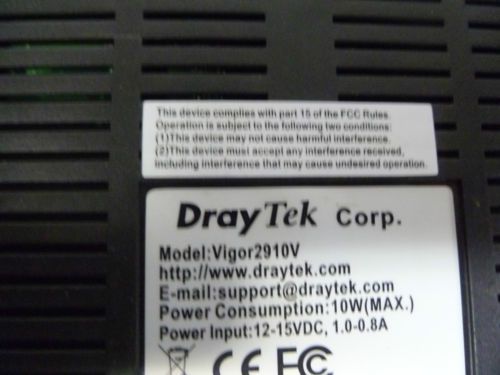 This device complies with part 15 of the FCC Rules.
Operation is subject to the following two conditions:
(1)This device may not cause harmful interference.
(2)This device must accept any interference received,
including interference that may cause undesired operation.
DrayTek Corp.
Model:Vigor2910V
http://www.draytek.com
E-mail:support@draytek.com
Power Consumption:10W(MAX.)
Power Input:12-15VDC, 1.0-0.8A
CE FCC